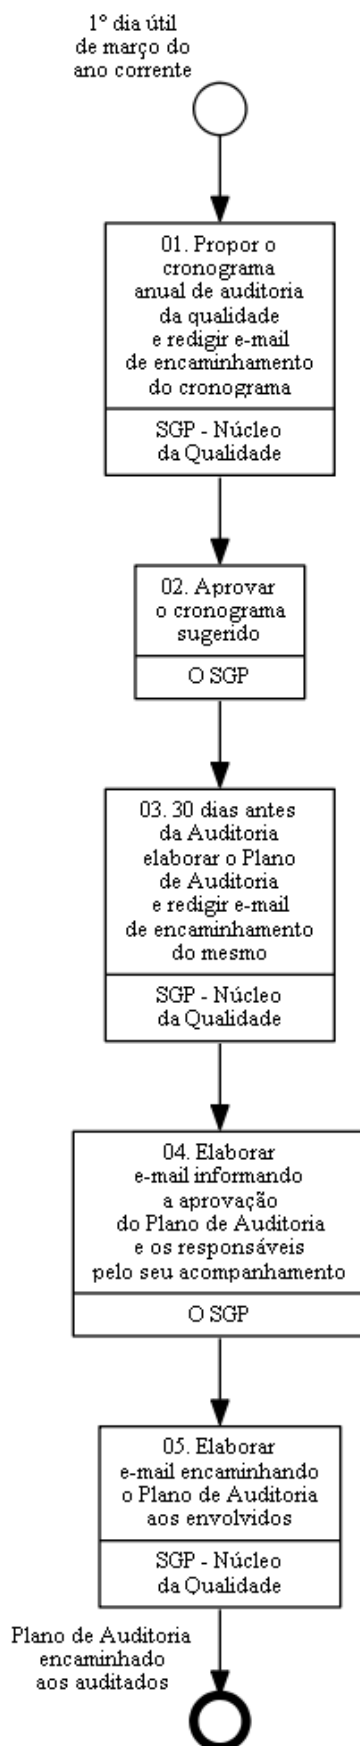 1º dia útil
de março do
ano corrente
01. Propor o
cronograma
anual de auditoria
da qualidade
e redigir e-mail
de encaminhamento
do cronograma
SGP - Núcleo
da Qualidade
02. Aprovar
o cronograma
sugerido
O SGP
03. 30 dias antes
da Auditoria
elaborar o Plano
de Auditoria
e redigir e-mail
de encaminhamento
do mesmo
SGP - Núcleo
da Qualidade
04. Elaborar
e-mail informando
a aprovação
do Plano de Auditoria
e os responsáveis
pelo seu acompanhamento
O SGP
05. Elaborar
e-mail encaminhando
o Plano de Auditoria
aos envolvidos
SGP - Núcleo
da Qualidade
Plano de Auditoria
encaminhado
aos auditados